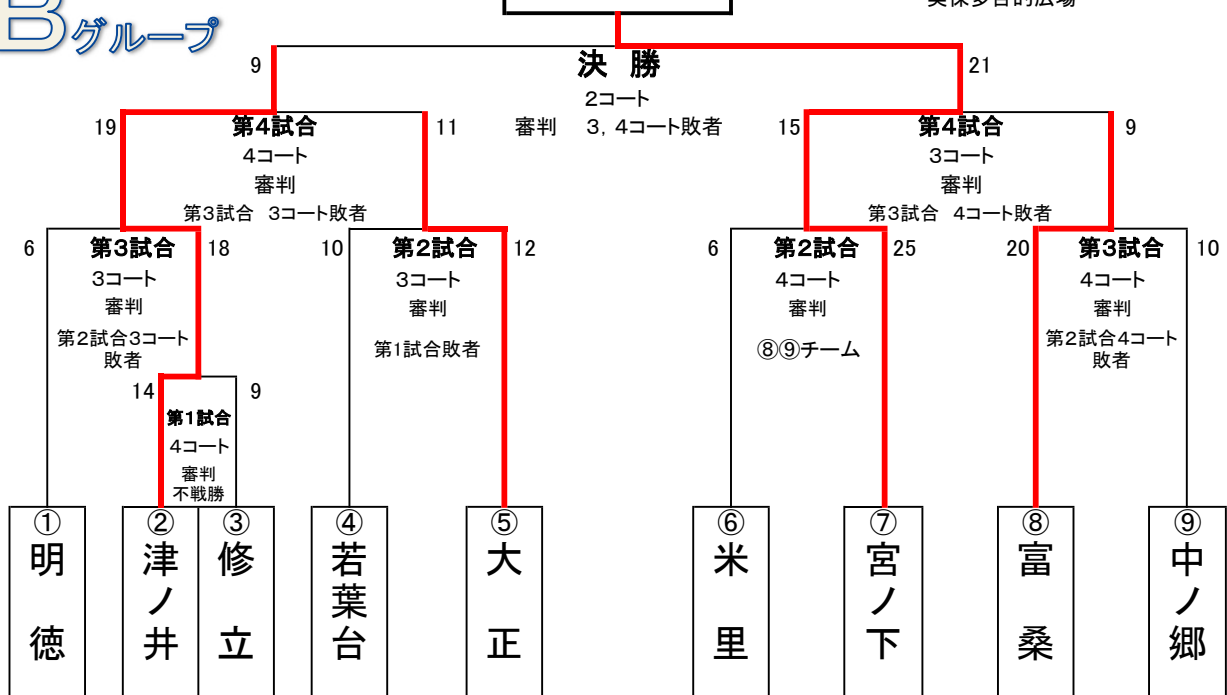 Bグループ
9
決 勝
21
2コート
審判 3，4コート敗者
19
第4試合
11
4コート
審判
第3試合 3コート敗者
15
第4試合
9
3コート
審判
第3試合 4コート敗者
6
第3試合
18
3コート
審判
第2試合3コート
敗者
10
第2試合
12
3コート
審判
第1試合敗者
6
第2試合
25
4コート
審判
⑧⑨チーム
20
第3試合
10
4コート
審判
第2試合4コート
敗者
14
9
第1試合
4コート
審判
不戦勝
①
明 徳
②
津ノ井
③
修 立
④
若葉台
⑤
大 正
⑥
米 里
⑦
宮ノ下
⑧
富 桑
⑨
中ノ郷